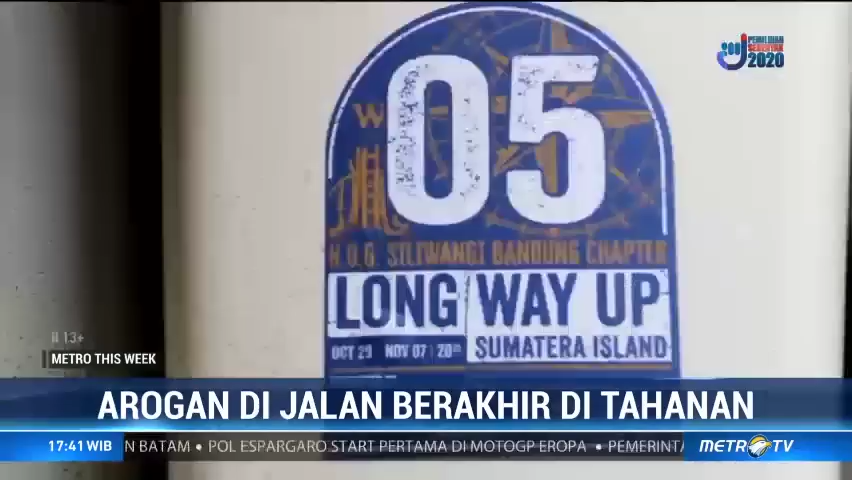 PEMILIHAN
SERENTAK
2020
05
W
H.O.G. SILIWANGI BANDUNG CHAPTER
LONG WAY UP
OCT 29 NOV 07 | 20
SUMATERA ISLAND
13+
METRO THIS WEEK
AROGAN DI JALAN BERAKHIR DI TAHANAN
17:41 WIB N BATAM • POL ESPARGARO START PERTAMA DI MOTOGP EROPA • PEMERINTA METRO TV